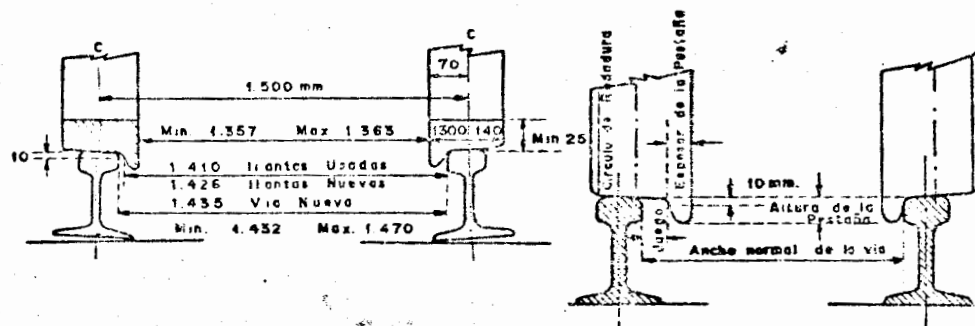 C
C
70
1.500 mm
Min 1.357 Max 1.363
1300 140
Min 25
10
1.410 llantes Usadas
1.426 llantas Nuevas
1.435 Via Nueva
Min. 1.432 Max. 1.470
Circulo de Rodadura
Espesor de la Pestaña
10 mm.
Altura de la
Pestaña
Juego
Ancho normal de la via